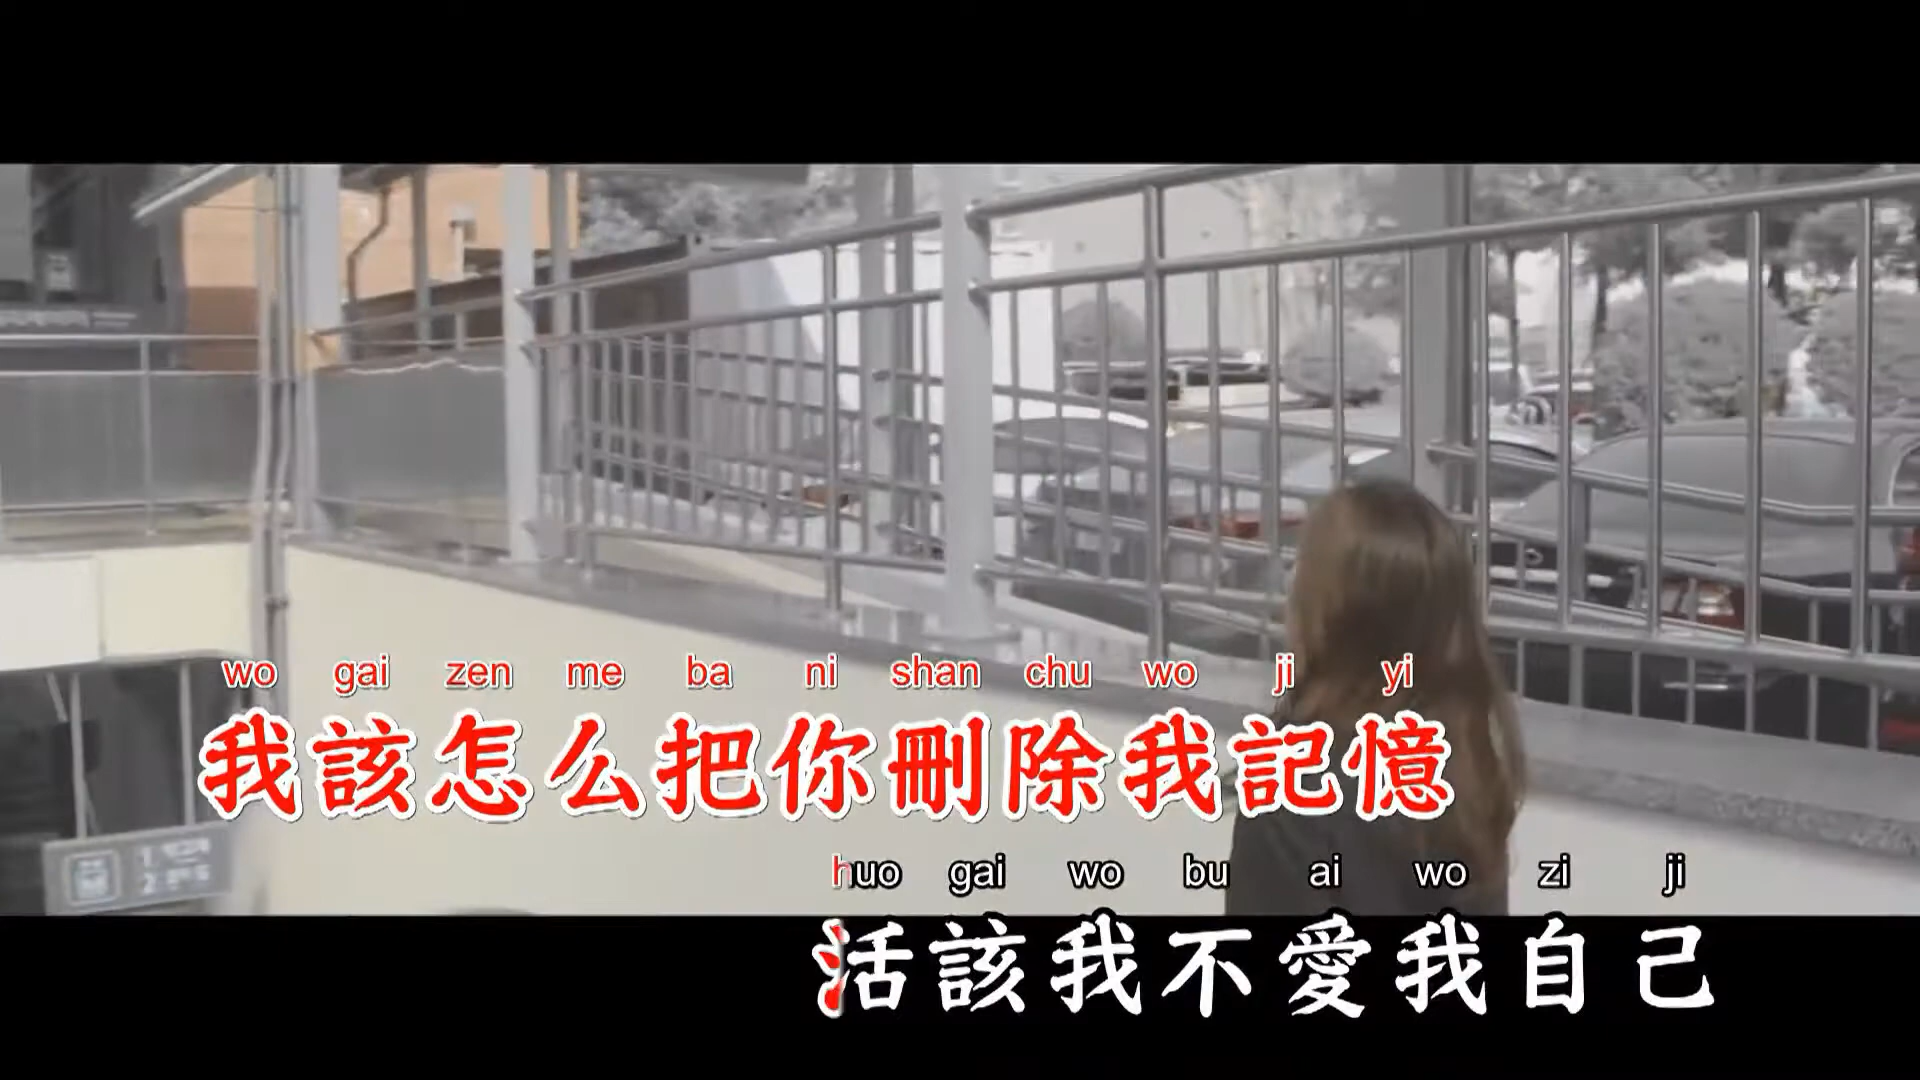 wo gai zen me ba ni shan chu wo ji yi
我該怎么把你刪除我記憶
huo gai wo bu ai wo zi ji
活該我不愛我自己